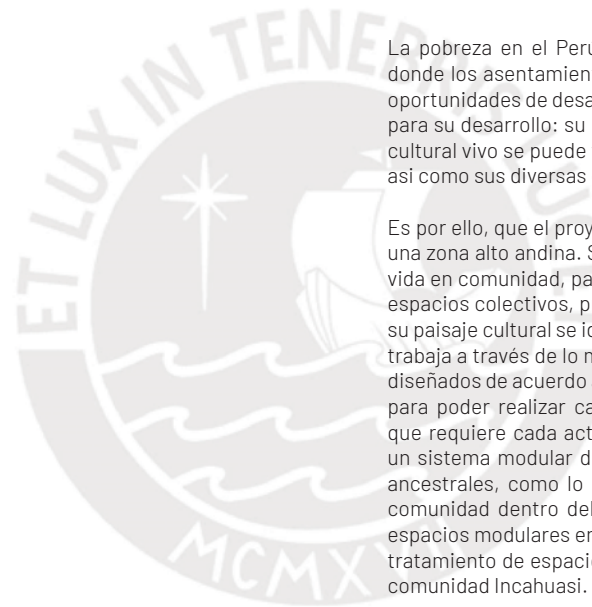 ET LUX IN TENEBRIS
MCMXVII
La pobreza en el Peru
donde los asentamien
oportunidades de desa
para su desarrollo: su
cultural vivo se puede
asi como sus diversas
Es por ello, que el proy
una zona alto andina. S
vida en comunidad, pa
espacios colectivos, p
su paisaje cultural se id
trabaja a través de lo m
diseñados de acuerdo
para poder realizar ca
que requiere cada act
un sistema modular d
ancestrales, como lo
comunidad dentro del
espacios modulares en
tratamiento de espacio
comunidad Incahuasi.